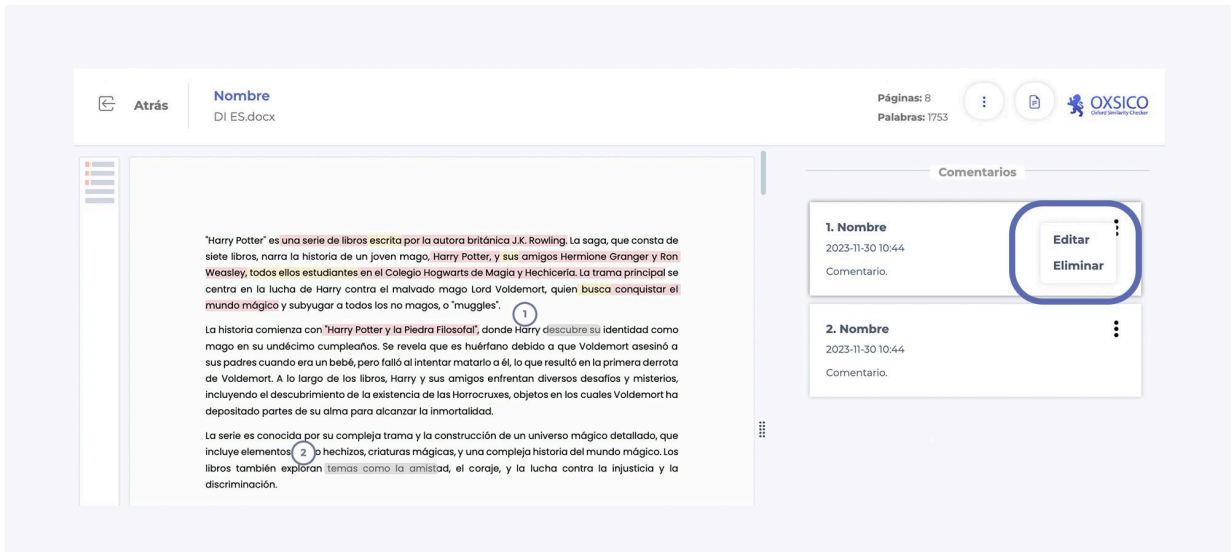 Atrás
Nombre
DI ES.docx
Páginas: 8
Palabras: 1753
OXSICO
Oxford Similarity Checker
"Harry Potter" es una serie de libros escrita por la autora británica J.K. Rowling. La saga, que consta de
siete libros, narra la historia de un joven mago, Harry Potter, y sus amigos Hermione Granger y Ron
Weasley, todos ellos estudiantes en el Colegio Hogwarts de Magia y Hechicería. La trama principal se
centra en la lucha de Harry contra el malvado mago Lord Voldemort, quien busca conquistar el
mundo mágico y subyugar a todos los no magos, o "muggles".
1
La historia comienza con "Harry Potter y la Piedra Filosofal", donde Harry descubre su identidad como
mago en su undécimo cumpleaños. Se revela que es huérfano debido a que Voldemort asesinó a
sus padres cuando era un bebé, pero falló al intentar matarlo a él, lo que resultó en la primera derrota
de Voldemort. A lo largo de los libros, Harry y sus amigos enfrentan diversos desafíos y misterios,
incluyendo el descubrimiento de la existencia de las Horrocruxes, objetos en los cuales Voldemort ha
depositado partes de su alma para alcanzar la inmortalidad.
La serie es conocida por su compleja trama y la construcción de un universo mágico detallado, que
incluye elementos 2 o hechizos, criaturas mágicas, y una compleja historia del mundo mágico. Los
libros también exploran temas como la amistad, el coraje, y la lucha contra la injusticia y la
discriminación.
Comentarios
1. Nombre
2023-11-30 10:44
Comentario.
Editar
Eliminar
2. Nombre
2023-11-30 10:44
Comentario.